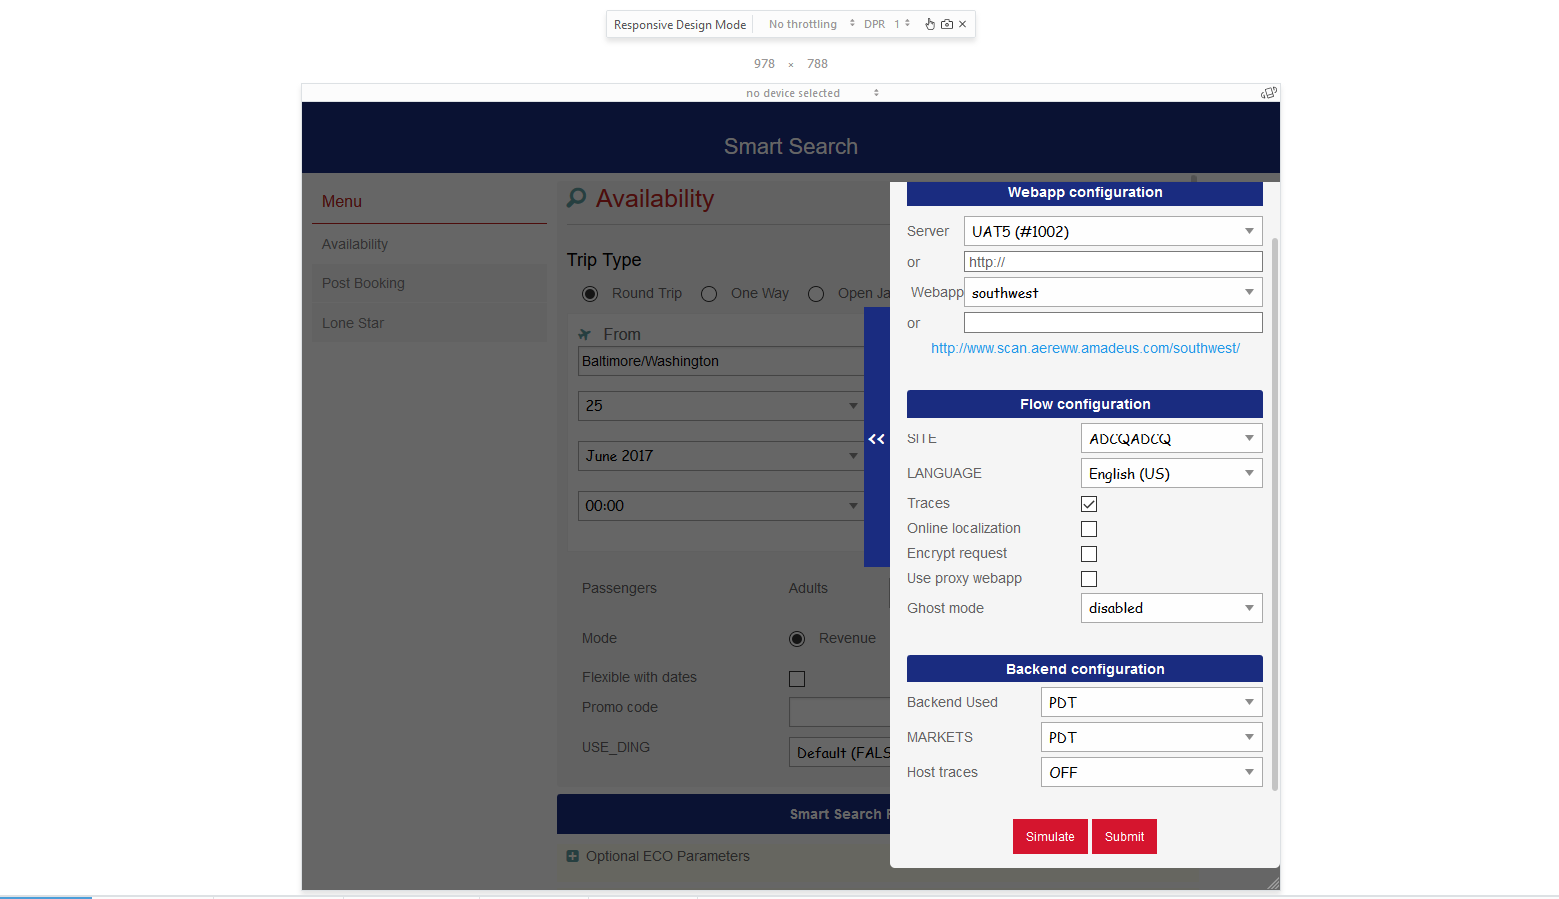 Responsive Design Mode No throttling DPR 1
978 × 788
no device selected
Smart Search
Menu
Availability
Post Booking
Lone Star
Availability
Trip Type
Round Trip One Way Open Ja
From
Baltimore/Washington
25
June 2017
00:00
Passengers Adults
Mode Revenue
Flexible with dates
Promo code
USE_DING Default (FALS
Smart Search F
Optional ECO Parameters
<<
Webapp configuration
Server UAT5 (#1002)
or http://
Webapp southwest
or
http://www.scan.aereww.amadeus.com/southwest/
Flow configuration
SITE ADCQADCQ
LANGUAGE English (US)
Traces
Online localization
Encrypt request
Use proxy webapp
Ghost mode disabled
Backend configuration
Backend Used PDT
MARKETS PDT
Host traces OFF
Simulate Submit